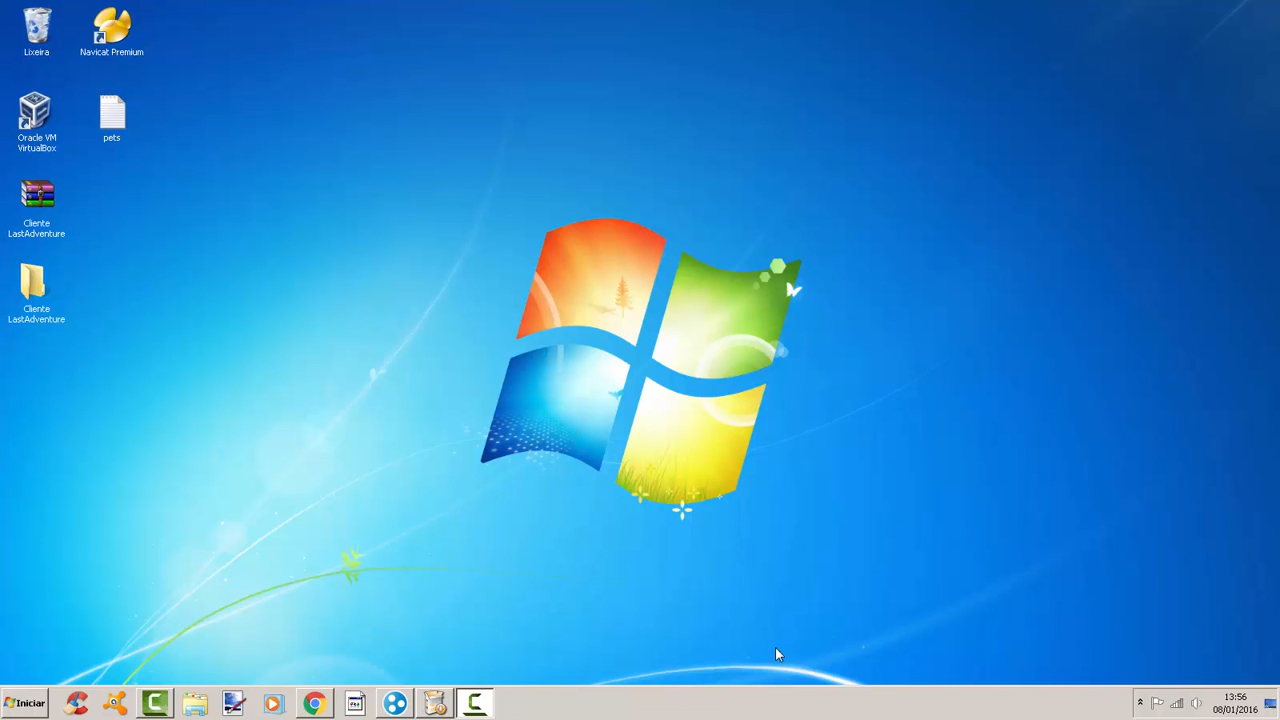 Lixeira
Navicat Premium
Oracle VM
VirtualBox
pets
Cliente
LastAdventure
Cliente
LastAdventure
Iniciar
13:56
08/01/2016